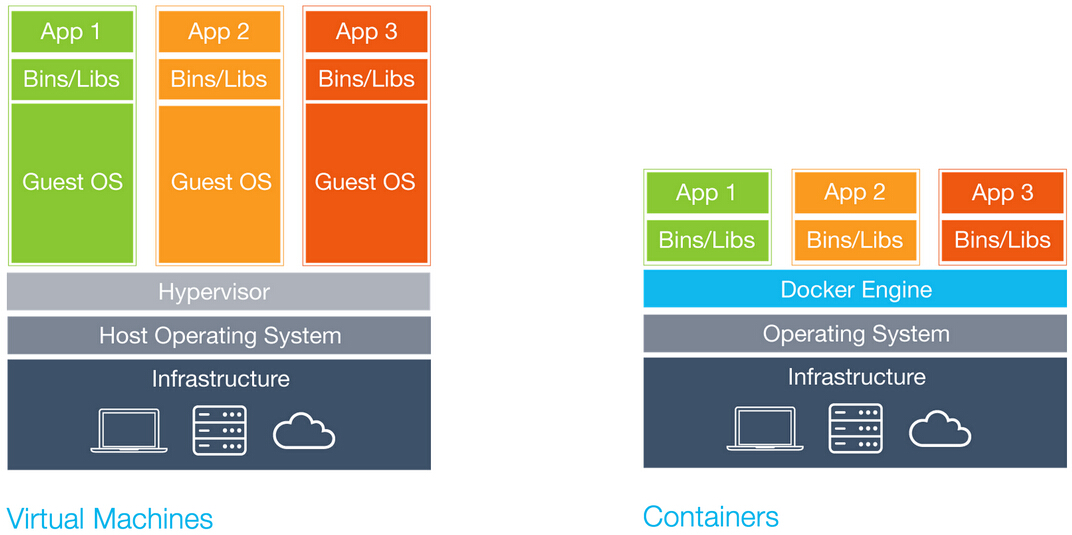 App 1
App 2
App 3
Bins/Libs
Bins/Libs
Bins/Libs
Guest OS
Guest OS
Guest OS
Hypervisor
Host Operating System
Infrastructure
Virtual Machines
App 1
App 2
App 3
Bins/Libs
Bins/Libs
Bins/Libs
Docker Engine
Operating System
Infrastructure
Containers